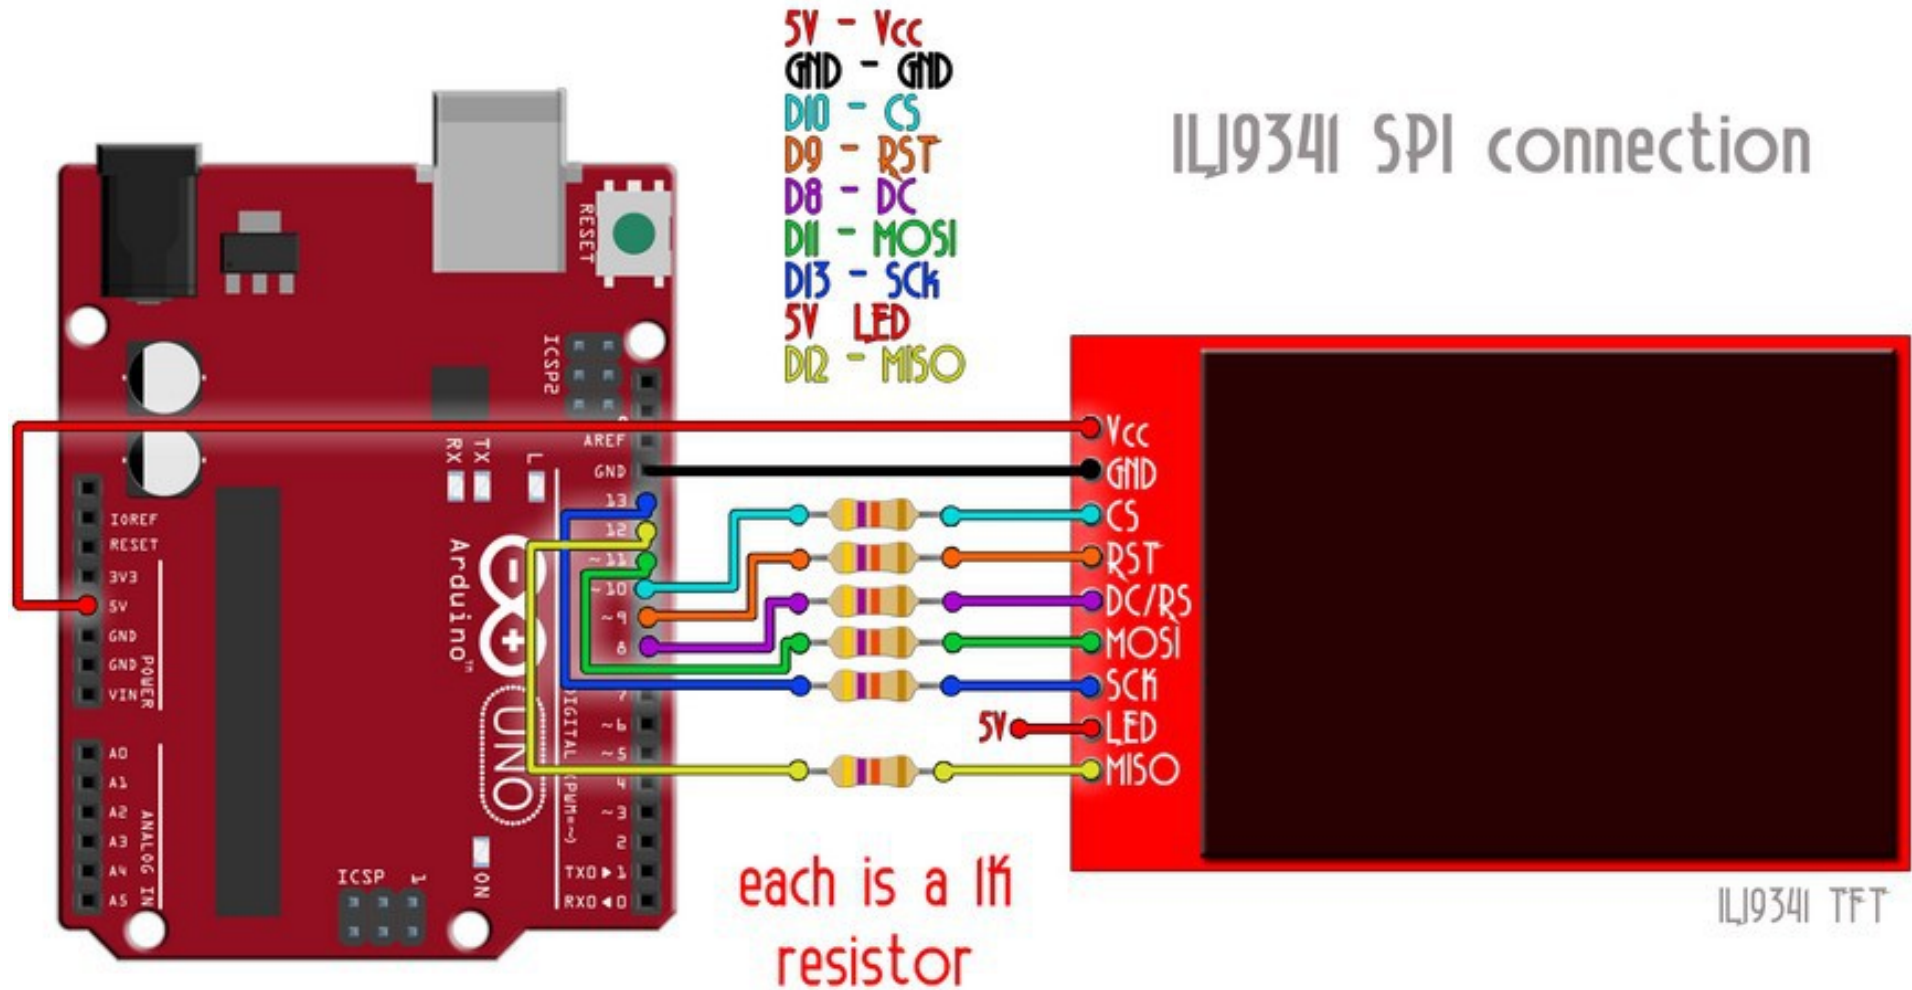 5V - Vcc
GND - GND
D10 - CS
D9 - RST
D8 - DC
D11 - MOSI
D13 - SCK
5V LED
D12 - MISO
ILI9341 SPI connection
RESET
ICSP2
AREF
GND
13
12
~11
~10
~9
8
7
~6
~5
4
~3
2
TX0▶1
RX0◀0
TX
RX
L
IOREF
RESET
3V3
5V
GND
GND
VIN
POWER
A0
A1
A2
A3
A4
A5
ANALOG IN
Arduino™
UNO
DIGITAL (PWM=~)
ICSP
1
ON
Vcc
GND
CS
RST
DC/RS
MOSI
SCK
5V
LED
MISO
each is a 1K
resistor
ILI9341 TFT